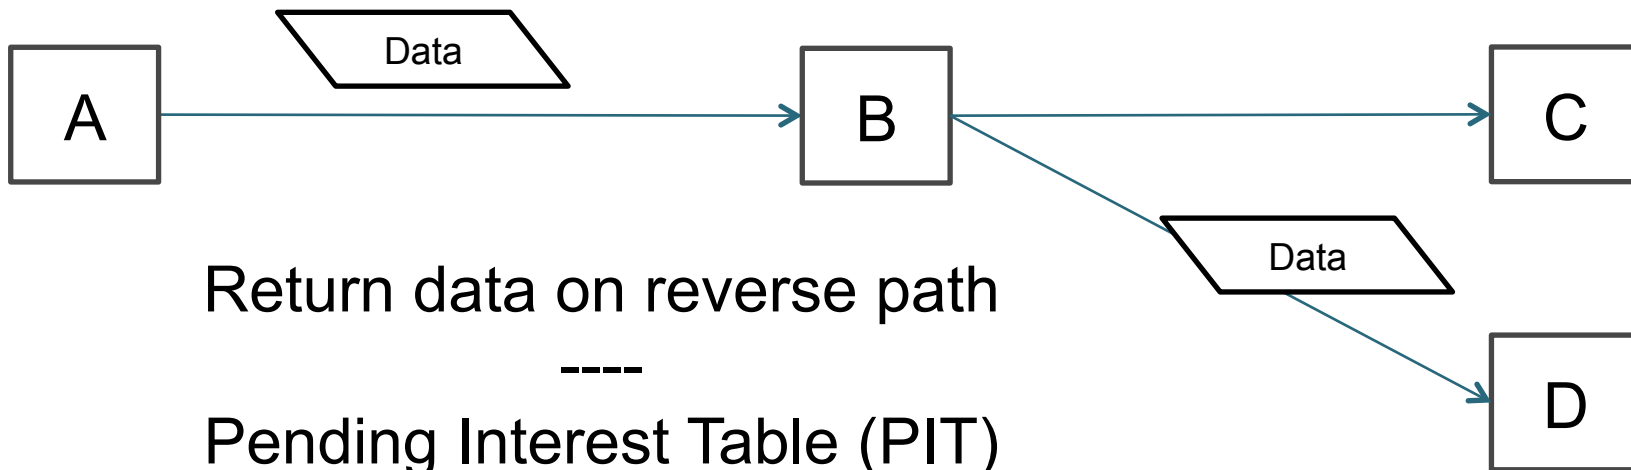 Data
A
B
C
Data
Return data on reverse path
----
D
Pending Interest Table (PIT)